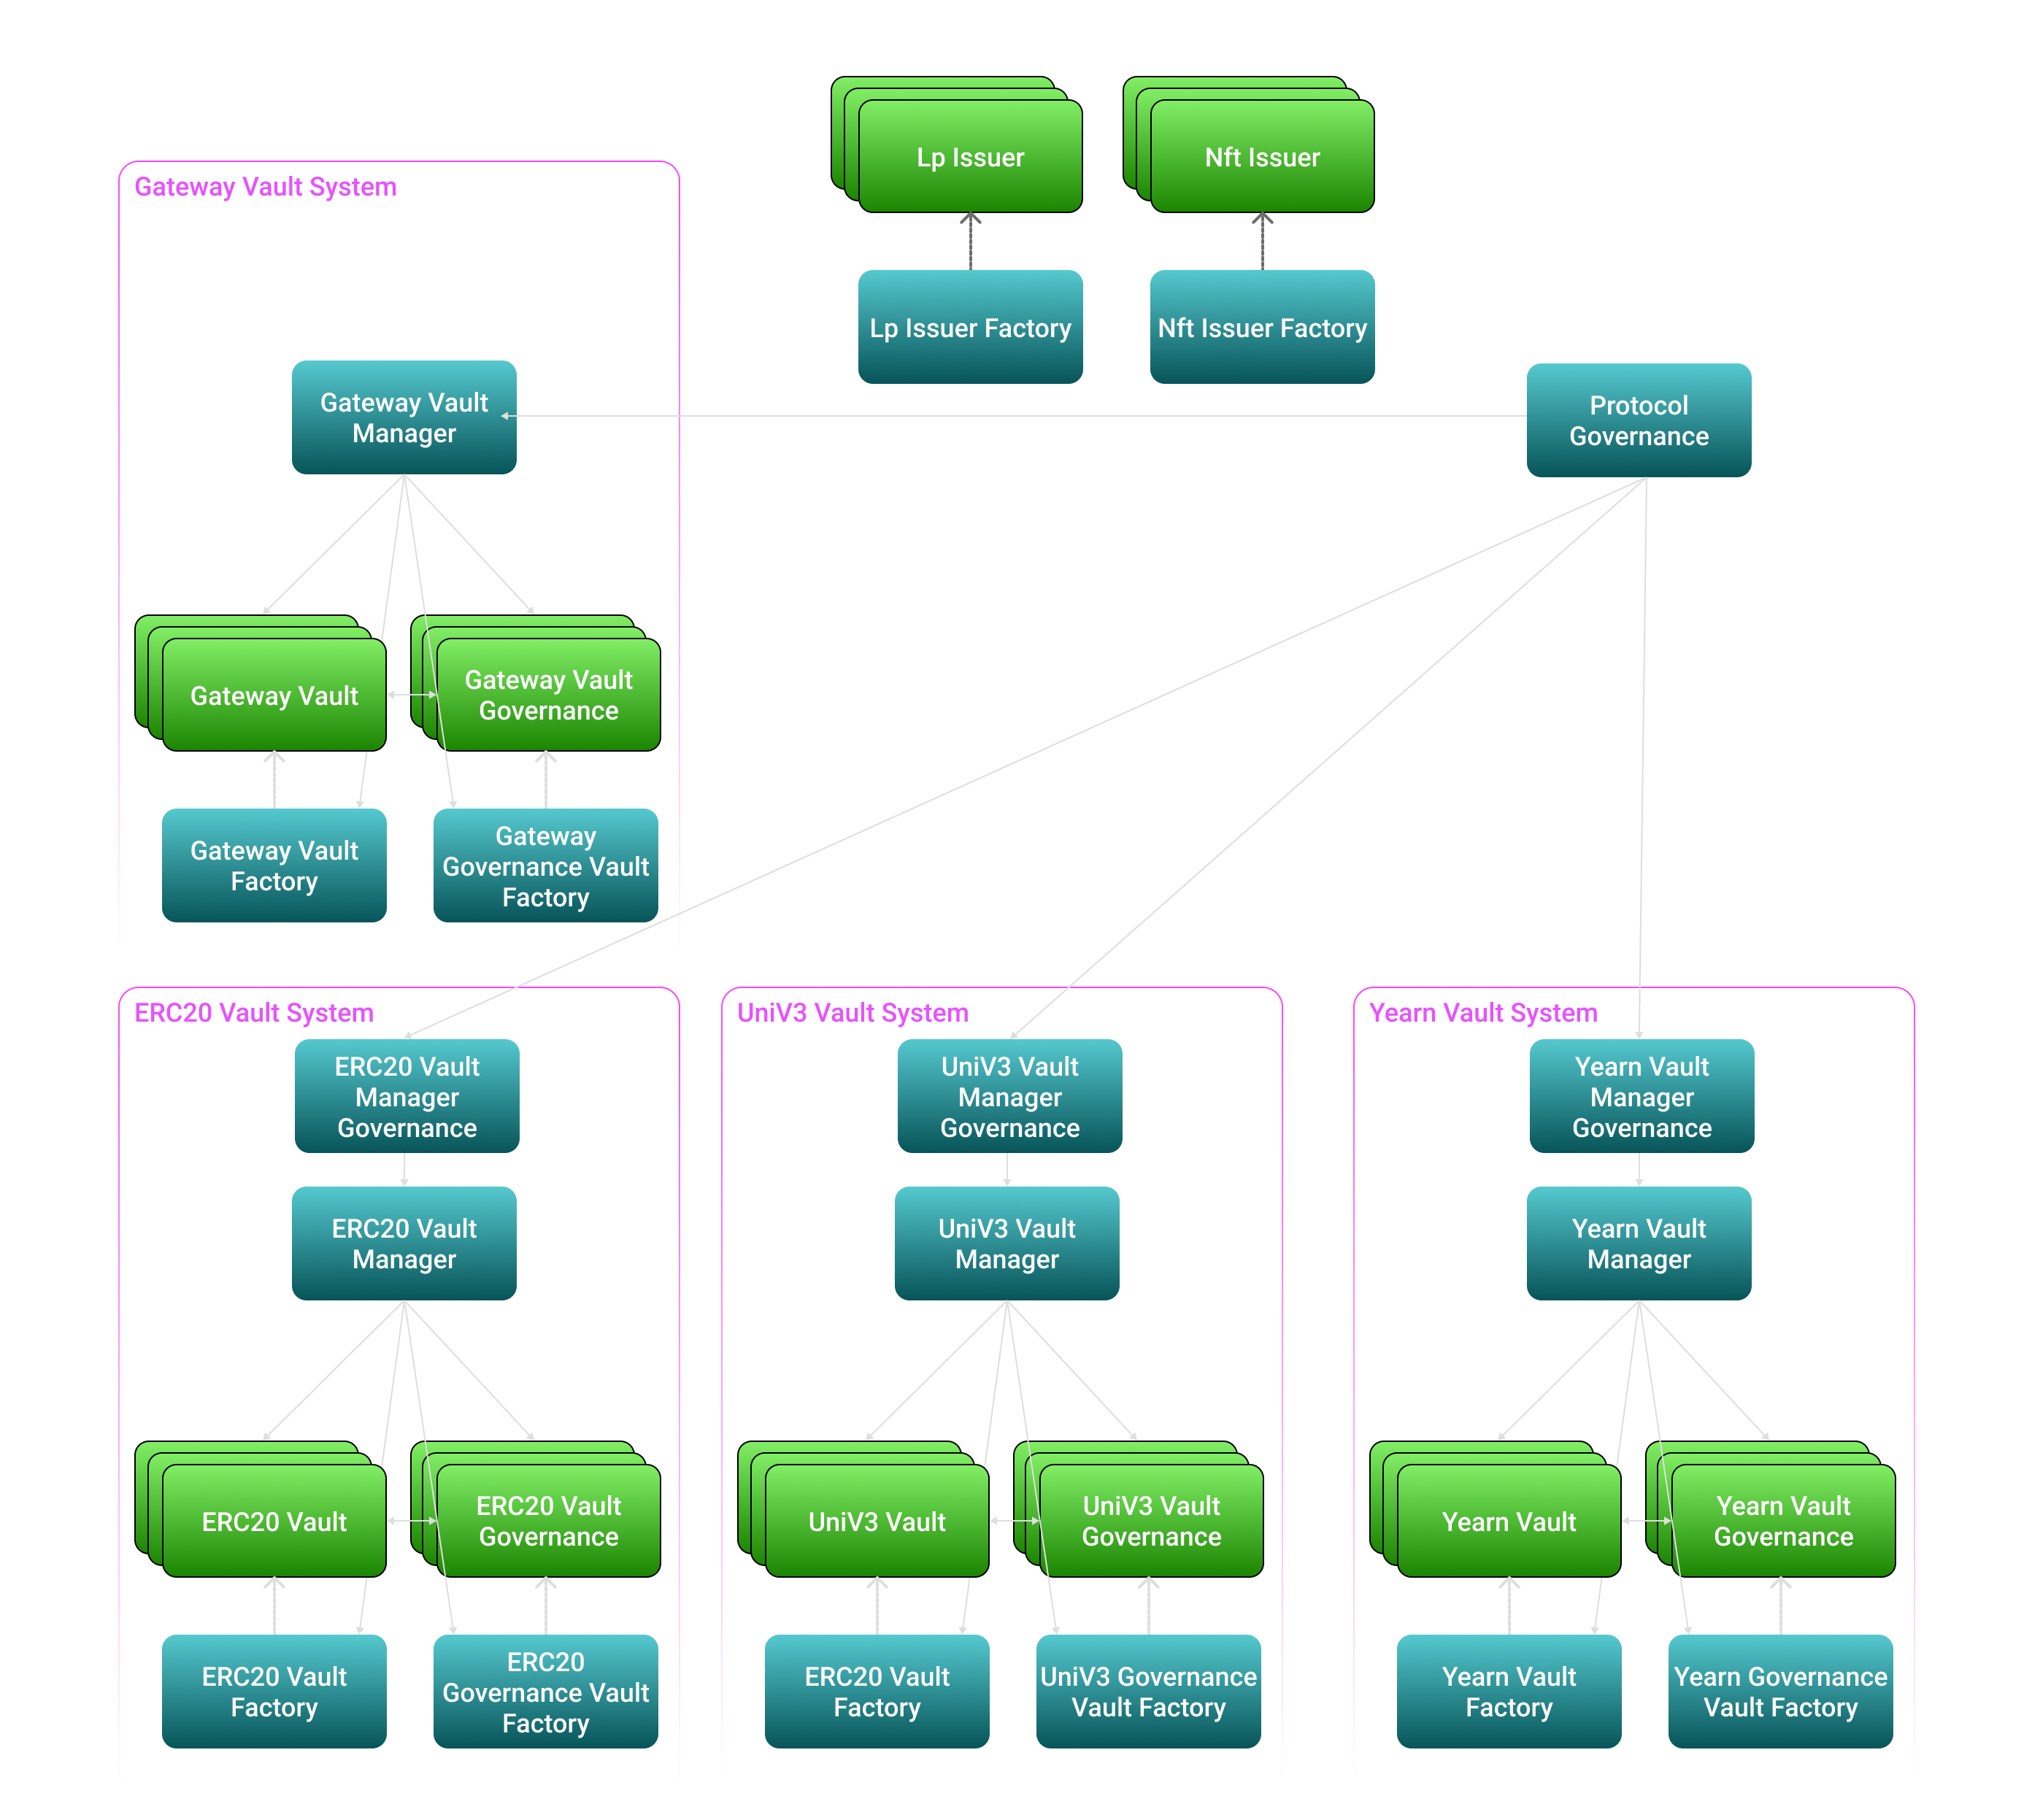 Lp Issuer
Nft Issuer
Gateway Vault System
Lp Issuer Factory
Nft Issuer Factory
Gateway Vault
Manager
Protocol
Governance
Gateway Vault
Gateway Vault
Governance
Gateway Vault
Factory
Gateway
Governance Vault
Factory
ERC20 Vault System
ERC20 Vault
Manager
Governance
ERC20 Vault
Manager
ERC20 Vault
ERC20 Vault
Governance
ERC20 Vault
Factory
ERC20
Governance Vault
Factory
UniV3 Vault System
UniV3 Vault
Manager
Governance
UniV3 Vault
Manager
UniV3 Vault
UniV3 Vault
Governance
ERC20 Vault
Factory
UniV3 Governance
Vault Factory
Yearn Vault System
Yearn Vault
Manager
Governance
Yearn Vault
Manager
Yearn Vault
Yearn Vault
Governance
Yearn Vault
Factory
Yearn Governance
Vault Factory